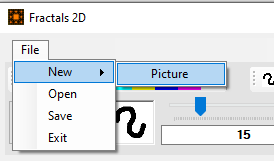 Fractals 2D
File
New
Picture
Open
Save
Exit
15